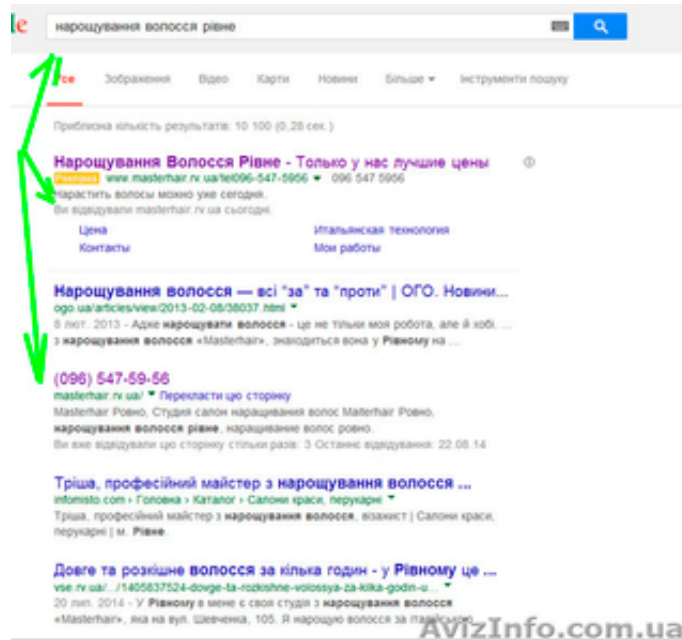 le нарощування волосся рівне
Все Зображення Відео Карти Новини Більше Інструменти пошуку
Приблизна кількість результатів: 10 100 (0,28 сек.)
Нарощування Волосся Рівне - Только у нас лучшие цены
Реклама www.masterhair.rv.ua/tel096-547-5956 096 547 5956
Нарастить волосы можно уже сегодня.
Ви відвідували masterhair.rv.ua сьогодні.
Цена Итальянская технология
Контакты Мои работы
Нарощування волосся — всі "за" та "проти" | ОГО. Новини...
ogo.ua/articles/view/2013-02-08/38037.html
8 лют. 2013 - Адже нарощувати волосся - це не тільки моя робота, але й хобі. ...
з нарощування волосся «Masterhair», знаходиться вона у Рівному на ...
(096) 547-59-56
masterhair.rv.ua/ Перекласти цю сторінку
Masterhair Ровно, Студия салон наращивания волос Maiterhair Ровно,
нарощування волосся рівне, наращивание волос ровно.
Ви вже відвідували цю сторінку стільки разів: 3 Останнє відвідування: 22.08.14
Тріша, професійний майстер з нарощування волосся ...
infomisto.com › Головна › Каталог › Салони краси, перукарні
Тріша, професійний майстер з нарощування волосся, візажист | Салони краси,
перукарні | м. Рівне.
Довге та розкішне волосся за кілька годин - у Рівному це ...
vse.rv.ua/.../1405837524-dovge-ta-rozkishne-volossya-za-kilka-godin-u...
20 лип. 2014 - У Рівному в мене є своя студія з нарощування волосся
«Masterhair», яка на вул. Шевченка, 105. Я нарощую волосся за
AvizInfo.com.ua